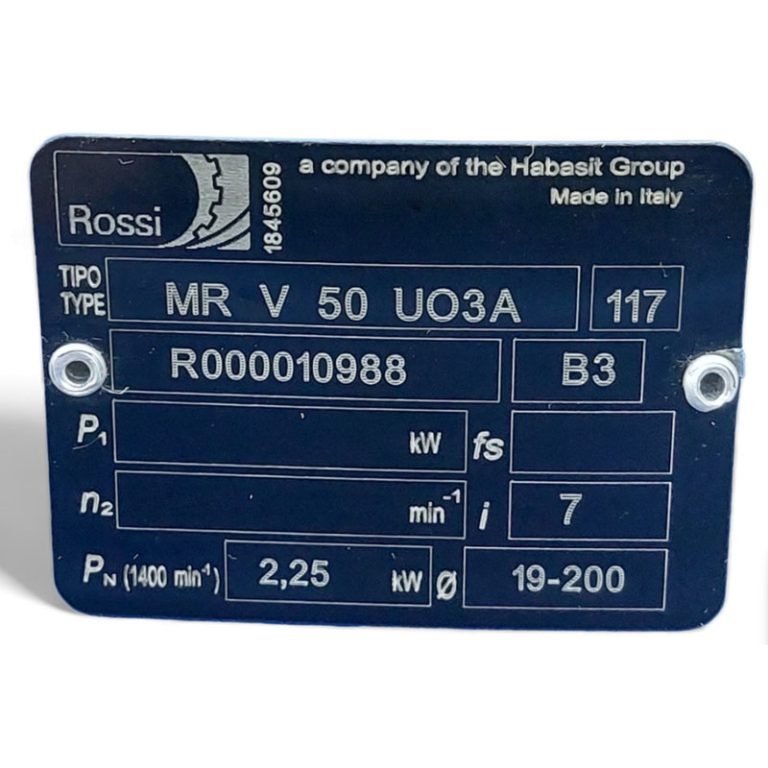 Rossi
1845609
a company of the Habasit Group
Made in Italy
TIPO
TYPE
MR V 50 UO3A
117
R000010988
B3
P₁
kW
fs
n₂
min⁻¹
i
7
PN (1400 min⁻¹)
2,25
kW
Ø
19-200